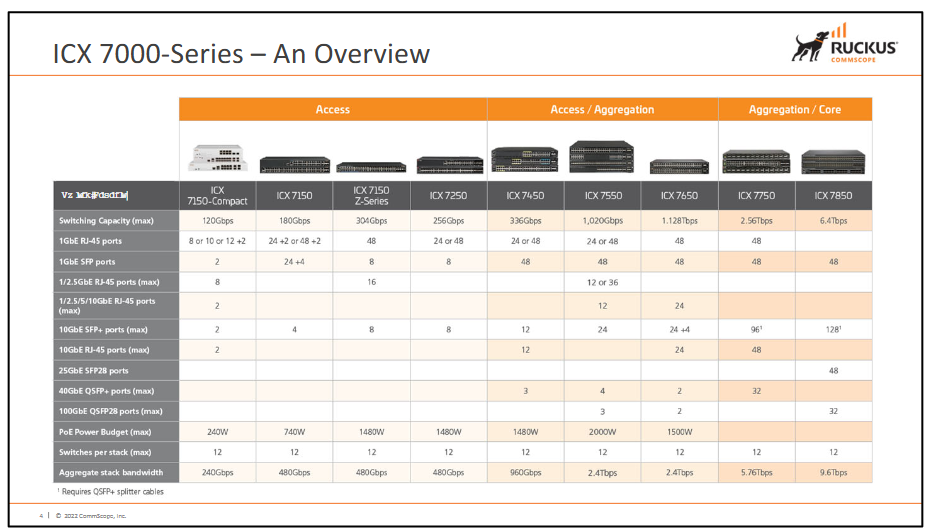 ICX 7000-Series – An Overview
RUCKUS
COMMSCOPE
Access Access / Aggregation Aggregation / Core
ICX 7150-Compact ICX 7150 ICX 7150 Z-Series ICX 7250 ICX 7450 ICX 7550 ICX 7650 ICX 7750 ICX 7850
Switching Capacity (max) 120Gbps 180Gbps 304Gbps 256Gbps 336Gbps 1,020Gbps 1.128Tbps 2.56Tbps 6.4Tbps
1GbE RJ-45 ports 8 or 10 or 12 +2 24 +2 or 48 +2 48 24 or 48 24 or 48 24 or 48 48 48
1GbE SFP ports 2 24 +4 8 8 48 48 48 48 48
1/2.5GbE RJ-45 ports (max) 8 16 12 or 36
1/2.5/5/10GbE RJ-45 ports (max) 2 12 24
10GbE SFP+ ports (max) 2 4 8 8 12 24 24 +4 96¹ 128¹
10GbE RJ-45 ports (max) 2 12 24 48
25GbE SFP28 ports 48
40GbE QSFP+ ports (max) 3 4 2 32
100GbE QSFP28 ports (max) 3 2 32
PoE Power Budget (max) 240W 740W 1480W 1480W 1480W 2000W 1500W
Switches per stack (max) 12 12 12 12 12 12 12 12 12
Aggregate stack bandwidth 240Gbps 480Gbps 480Gbps 480Gbps 960Gbps 2.4Tbps 2.4Tbps 5.76Tbps 9.6Tbps
¹ Requires QSFP+ splitter cables
4 | © 2022 CommScope, Inc.